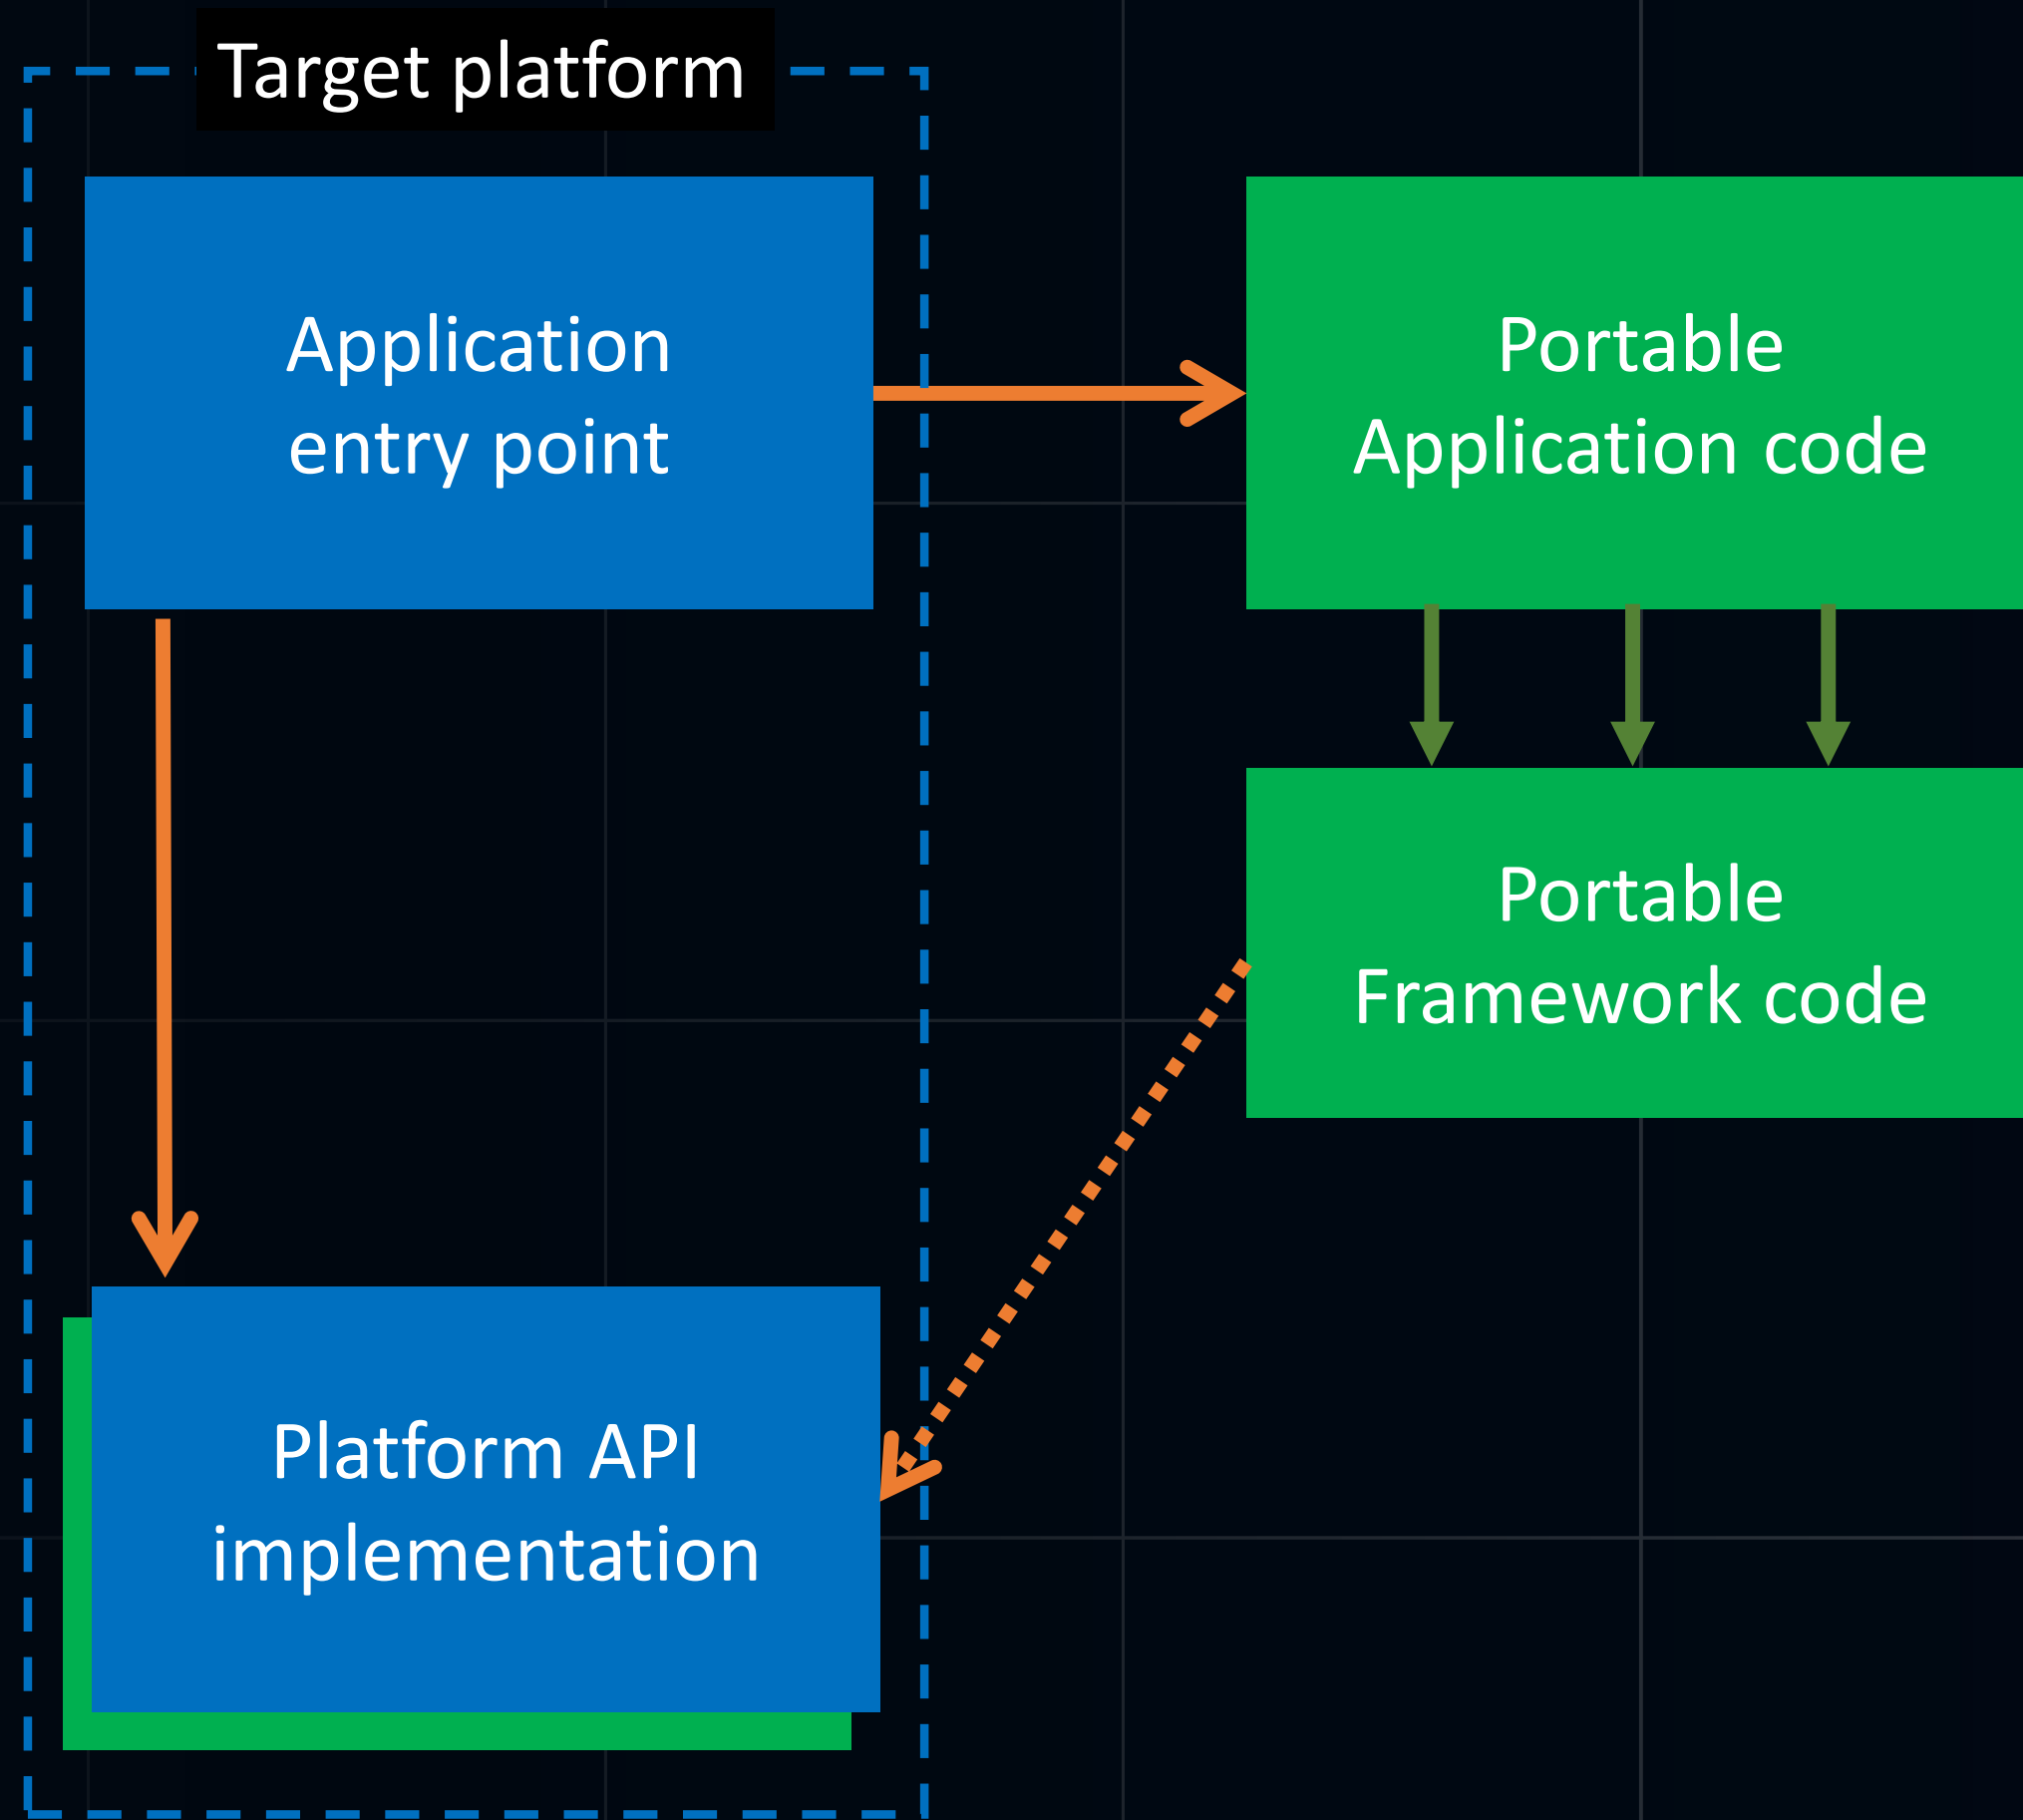 Target platform
Application
entry point
Portable
Application code
Portable
Framework code
Platform API
implementation